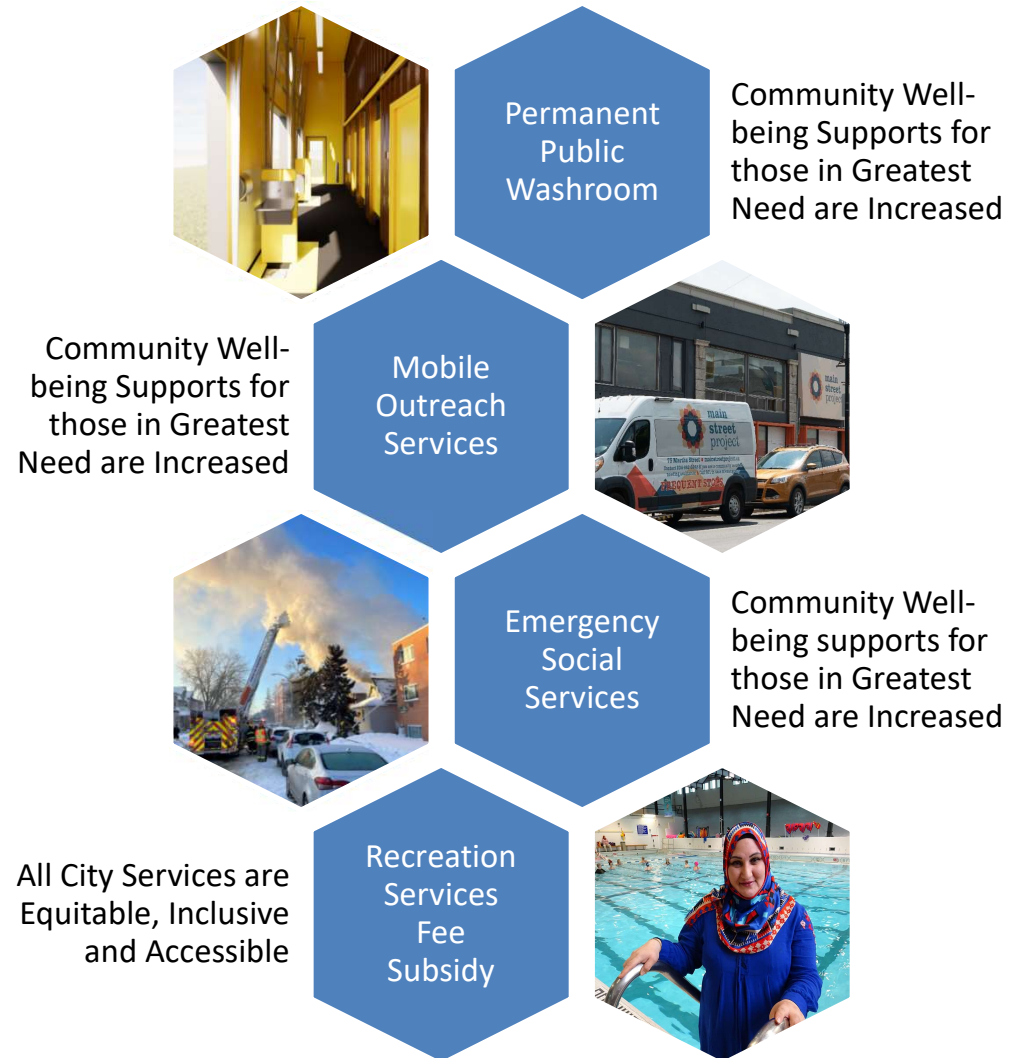 Permanent
Public
Washroom
Community Well-
being Supports for
those in Greatest
Need are Increased
Community Well-
being Supports for
those in Greatest
Need are Increased
Mobile
Outreach
Services
main
street
project
main
street
project
FREQUENT STOPS
Emergency
Social
Services
Community Well-
being supports for
those in Greatest
Need are Increased
All City Services are
Equitable, Inclusive
and Accessible
Recreation
Services
Fee
Subsidy